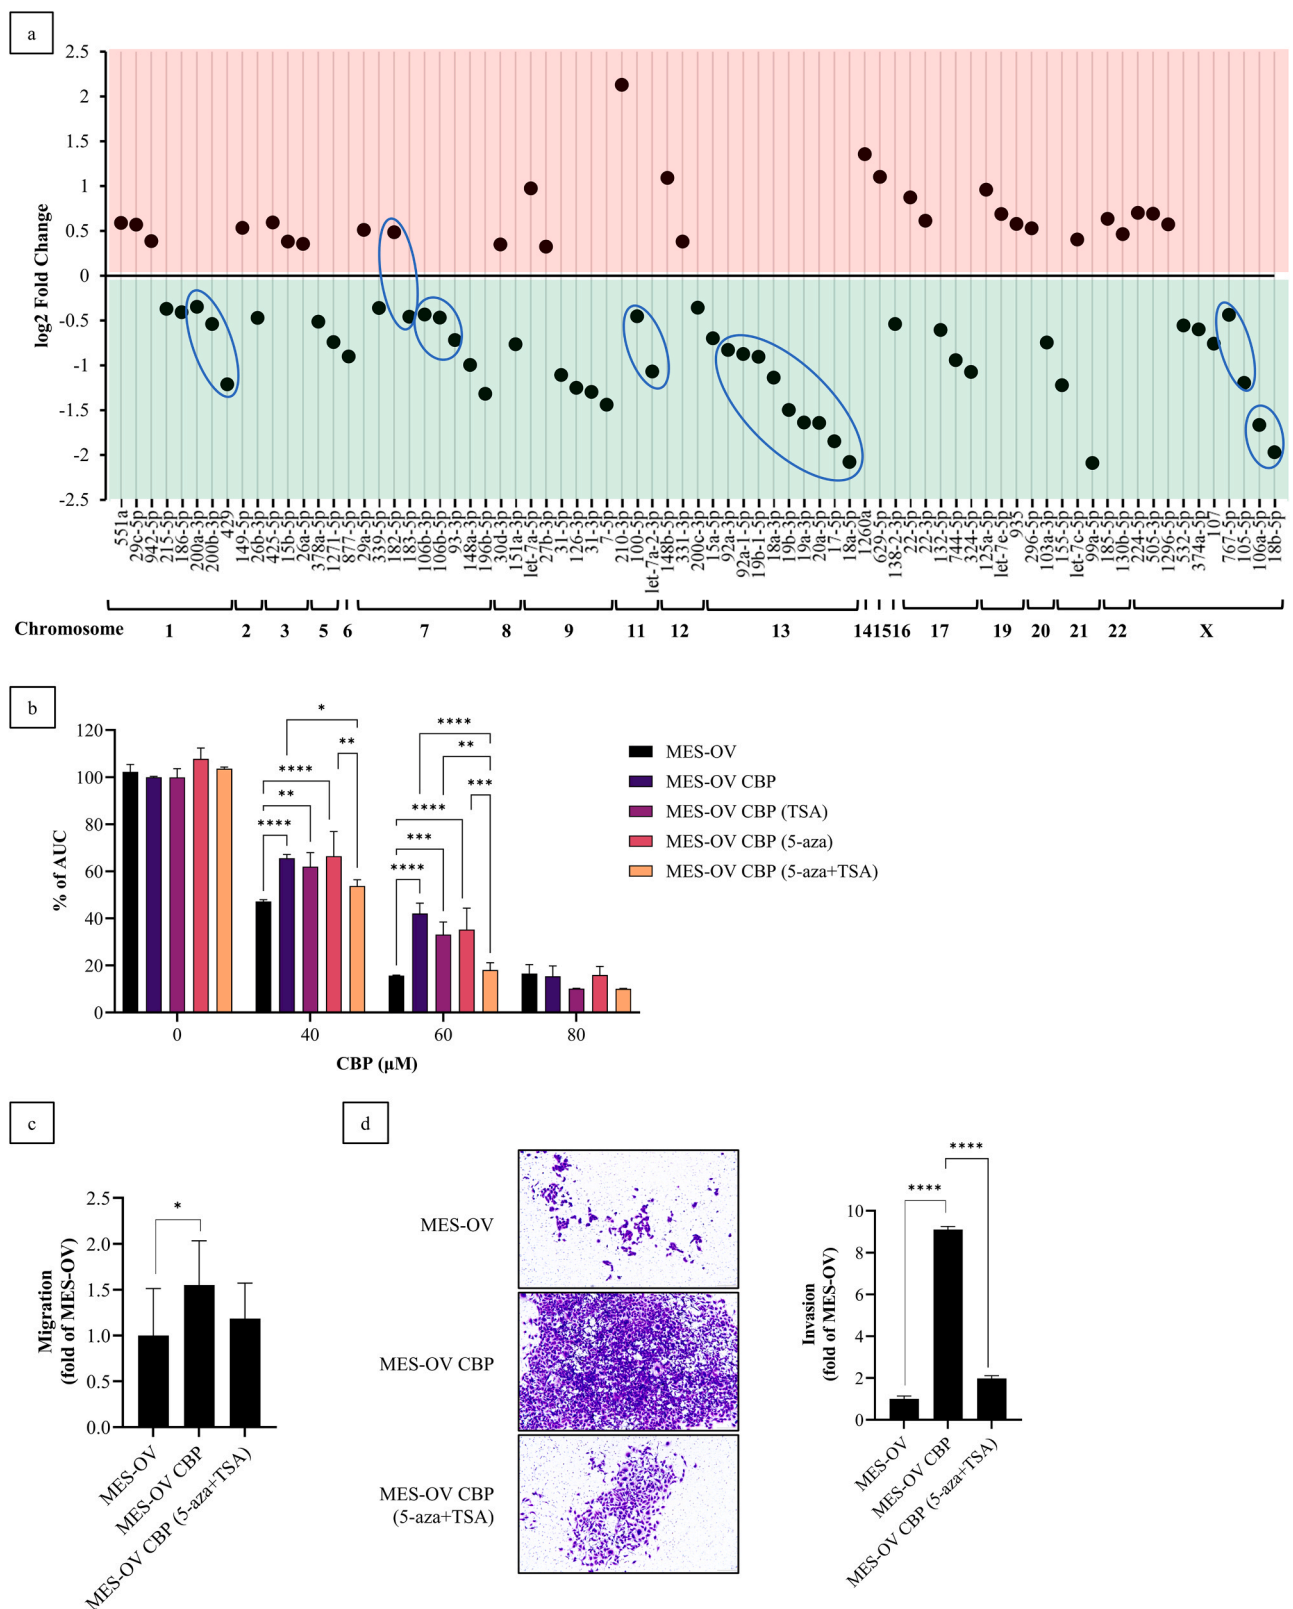 a
2.5
2
1.5
1
0.5
0
-0.5
-1
-1.5
-2
-2.5
log2 Fold Change
551a
29c-5p
942-5p
215-5p
186-5p
200a-3p
200b-3p
429
149-5p
26b-3p
425-5p
15b-5p
26a-5p
378a-5p
1271-5p
877-5p
29a-3p
339-5p
182-5p
183-5p
106b-3p
106b-5p
93-3p
148a-3p
196b-5p
30d-3p
151a-3p
let-7a-5p
27b-3p
31-5p
126-3p
31-3p
7-5p
210-3p
100-5p
let-7a-2-3p
148b-5p
331-3p
200c-3p
15a-5p
92a-3p
92a-1-5p
19b-1-5p
18a-3p
19b-3p
19a-3p
20a-5p
17-5p
18a-5p
1260a
629-5p
138-2-3p
22-5p
22-3p
132-5p
744-5p
324-5p
125a-5p
let-7e-5p
935
296-5p
103a-3p
155-5p
let-7c-5p
99a-5p
185-5p
130b-5p
224-5p
505-3p
1296-5p
532-5p
374a-5p
107
767-5p
105-5p
106a-5p
18b-5p
Chromosome 1 2 3 5 6 7 8 9 11 12 13 14 15 16 17 19 20 21 22 X
b
120
100
80
60
40
20
0
% of AUC
* ** **** ** ****
**** ** *** **** *** ****
0 40 60 80
CBP (µM)
MES-OV
MES-OV CBP
MES-OV CBP (TSA)
MES-OV CBP (5-aza)
MES-OV CBP (5-aza+TSA)
c
2.5
2.0
1.5
1.0
0.5
0.0
Migration
(fold of MES-OV)
*
MES-OV
MES-OV CBP
MES-OV CBP (5-aza+TSA)
d
MES-OV
MES-OV CBP
MES-OV CBP
(5-aza+TSA)
****
****
10
8
6
4
2
0
Invasion
(fold of MES-OV)
MES-OV
MES-OV CBP
MES-OV CBP (5-aza+TSA)